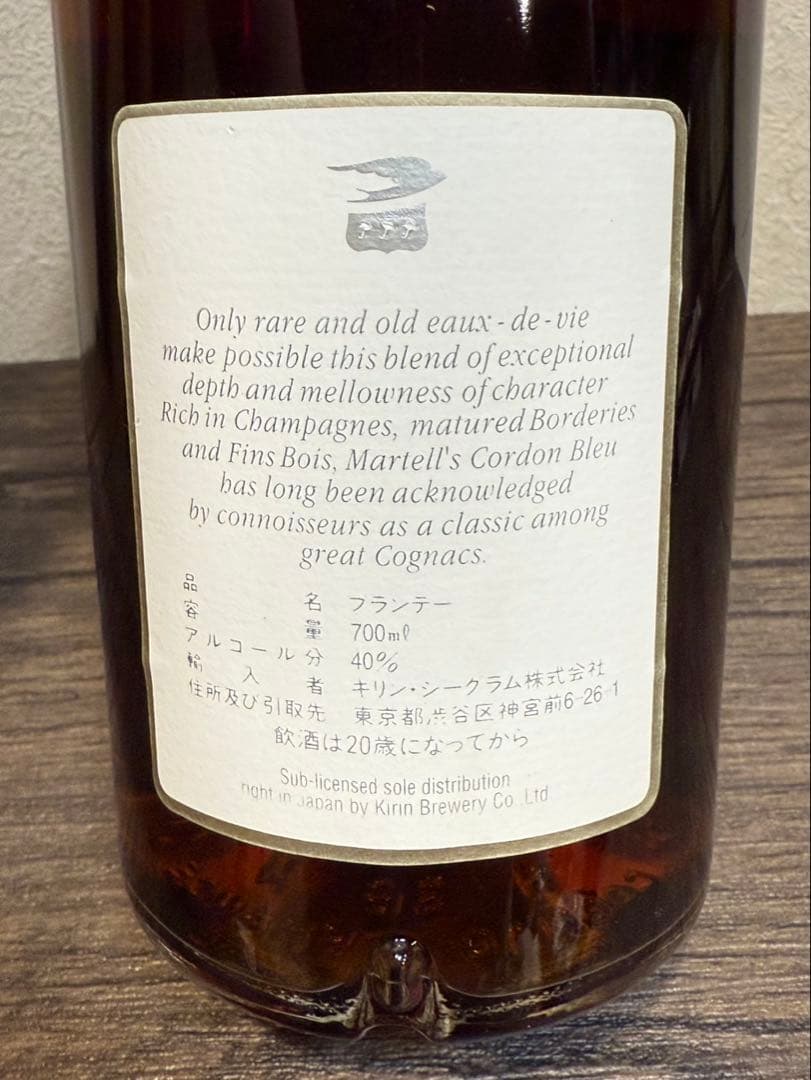 Only rare and old eaux-de-vie
make possible this blend of exceptional
depth and mellowness of character
Rich in Champagnes, matured Borderies
and Fins Bois, Martell's Cordon Bleu
has long been acknowledged
by connoisseurs as a classic among
great Cognacs.
品名 ブランデー
容量 700mℓ
アルコール分 40%
輸入者 キリン・シーグラム株式会社
住所及び引取先 東京都渋谷区神宮前6-26-1
飲酒は20歳になってから
Sub-licensed sole distribution
right in Japan by Kirin Brewery Co. Ltd